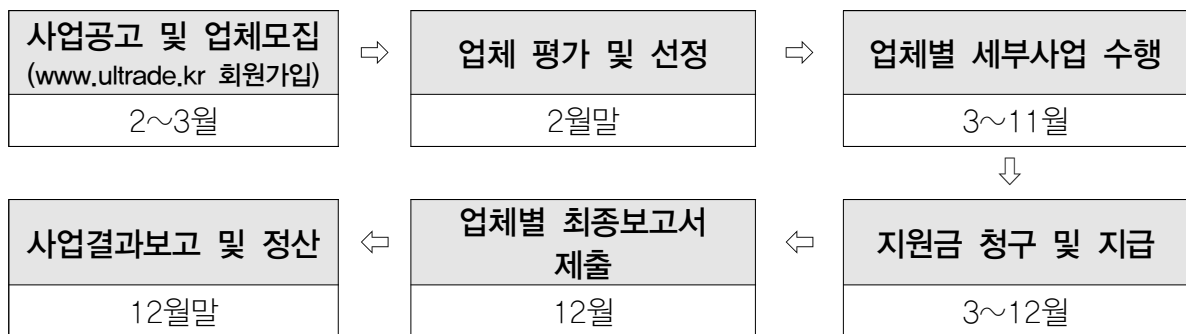 사업공고 및 업체모집
(www.ultrade.kr 회원가입)
2～3월
⇨
업체 평가 및 선정
2월말
⇨
업체별 세부사업 수행
3～11월
⇩
지원금 청구 및 지급
3～12월
⇦
업체별 최종보고서
제출
12월
⇦
사업결과보고 및 정산
12월말